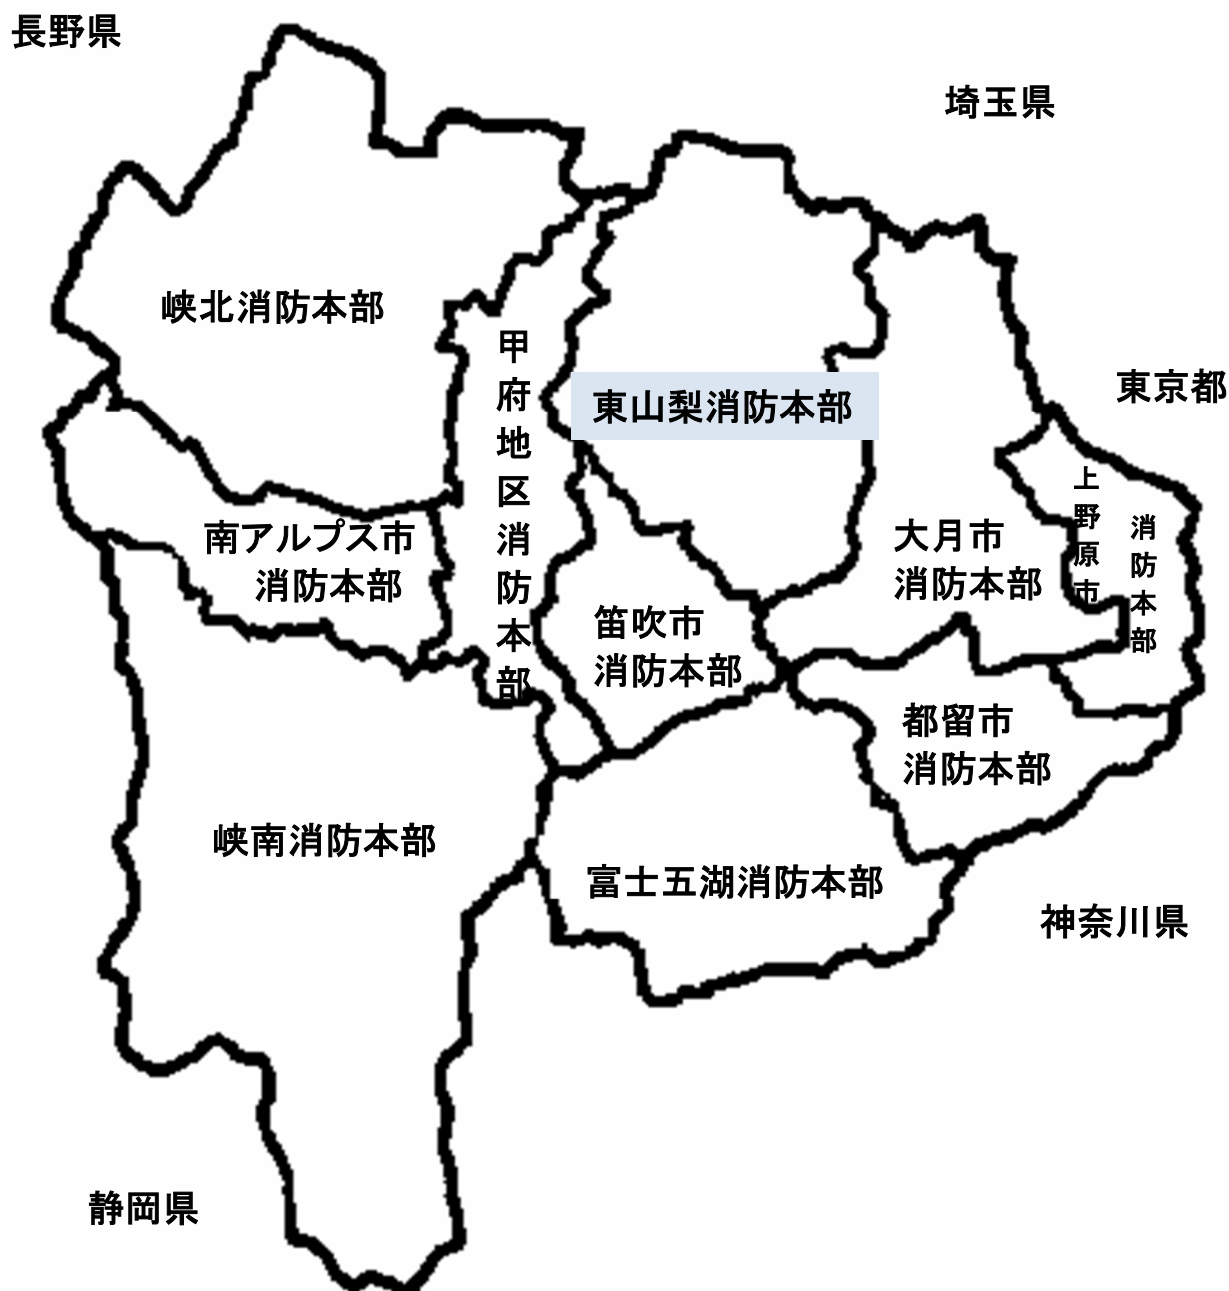 長野県
埼玉県
峡北消防本部
甲府地区消防本部
東京都
東山梨消防本部
上野原市
消防本部
南アルプス市
消防本部
大月市
消防本部
笛吹市
消防本部
都留市
消防本部
峡南消防本部
富士五湖消防本部
神奈川県
静岡県